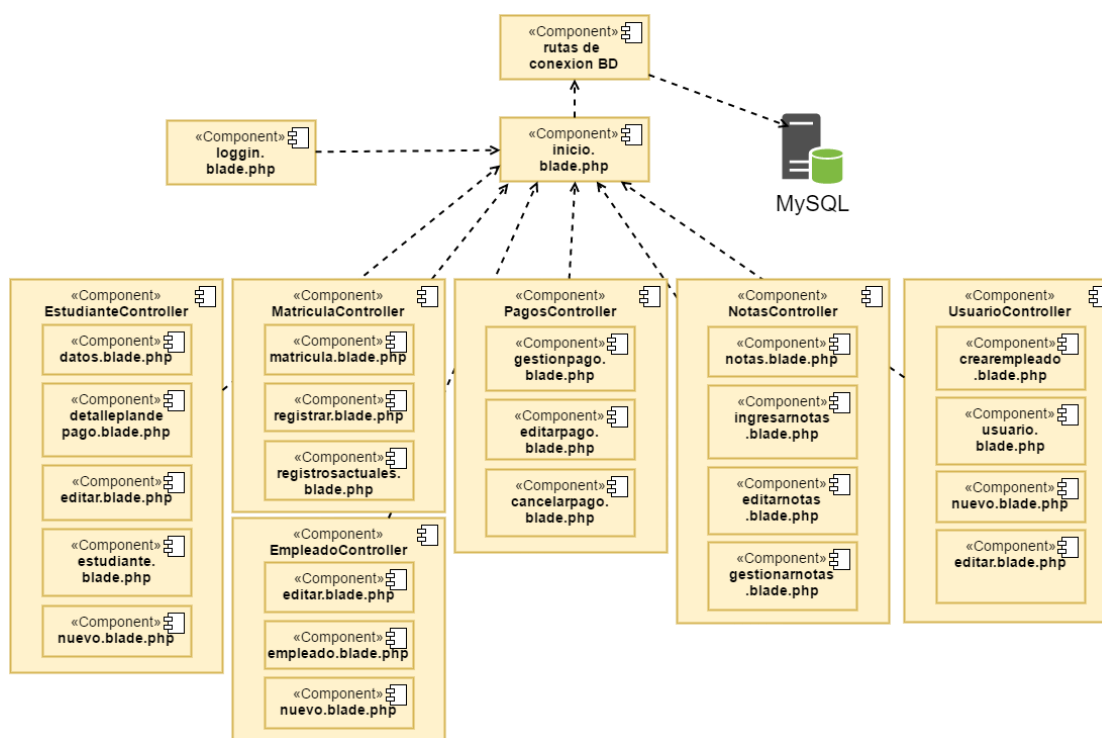 «Component»
rutas de
conexion BD
«Component»
loggin.
blade.php
«Component»
inicio.
blade.php
MySQL
«Component»
EstudianteController
«Component»
datos.blade.php
«Component»
detalleplande
pago.blade.php
«Component»
editar.blade.php
«Component»
estudiante.
blade.php
«Component»
nuevo.blade.php
«Component»
MatriculaController
«Component»
matricula.blade.php
«Component»
registrar.blade.php
«Component»
registrosactuales.
blade.php
«Component»
EmpleadoController
«Component»
editar.blade.php
«Component»
empleado.blade.php
«Component»
nuevo.blade.php
«Component»
PagosController
«Component»
gestionpago.
blade.php
«Component»
editarpago.
blade.php
«Component»
cancelarpago.
blade.php
«Component»
NotasController
«Component»
notas.blade.php
«Component»
ingresarnotas
.blade.php
«Component»
editarnotas
.blade.php
«Component»
gestionarnotas
.blade.php
«Component»
UsuarioController
«Component»
crearempleado
.blade.php
«Component»
usuario.
blade.php
«Component»
nuevo.blade.php
«Component»
editar.blade.php